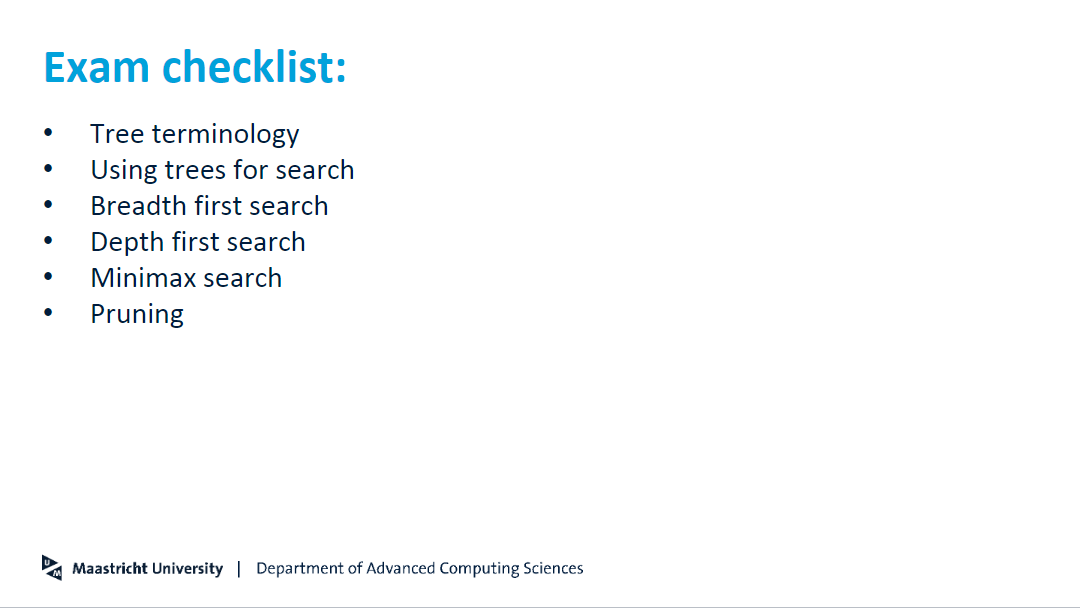 Exam checklist:
• Tree terminology
• Using trees for search
• Breadth first search
• Depth first search
• Minimax search
• Pruning
UM Maastricht University | Department of Advanced Computing Sciences